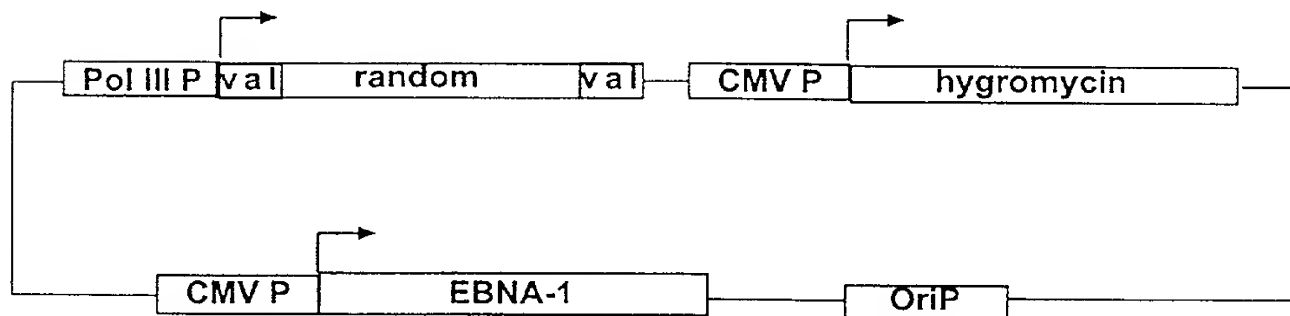 Pol III P val random val CMV P hygromycin
CMV P EBNA-1 OriP